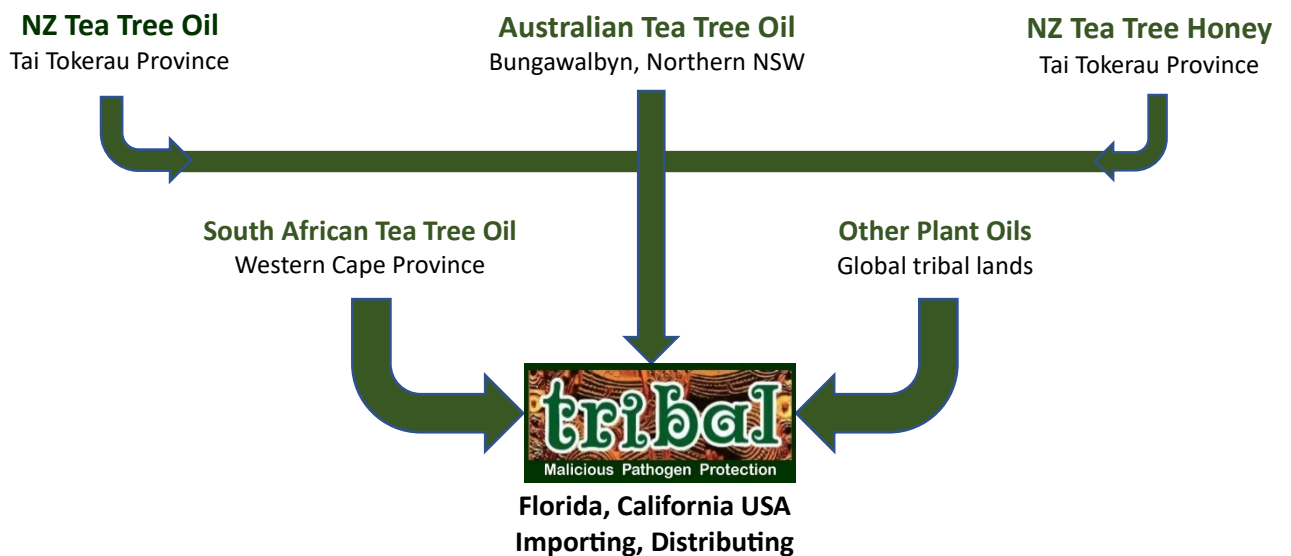 NZ Tea Tree Oil
Tai Tokerau Province
Australian Tea Tree Oil
Bungawalbyn, Northern NSW
NZ Tea Tree Honey
Tai Tokerau Province
South African Tea Tree Oil
Western Cape Province
Other Plant Oils
Global tribal lands
tribal
Malicious Pathogen Protection
Florida, California USA
Importing, Distributing